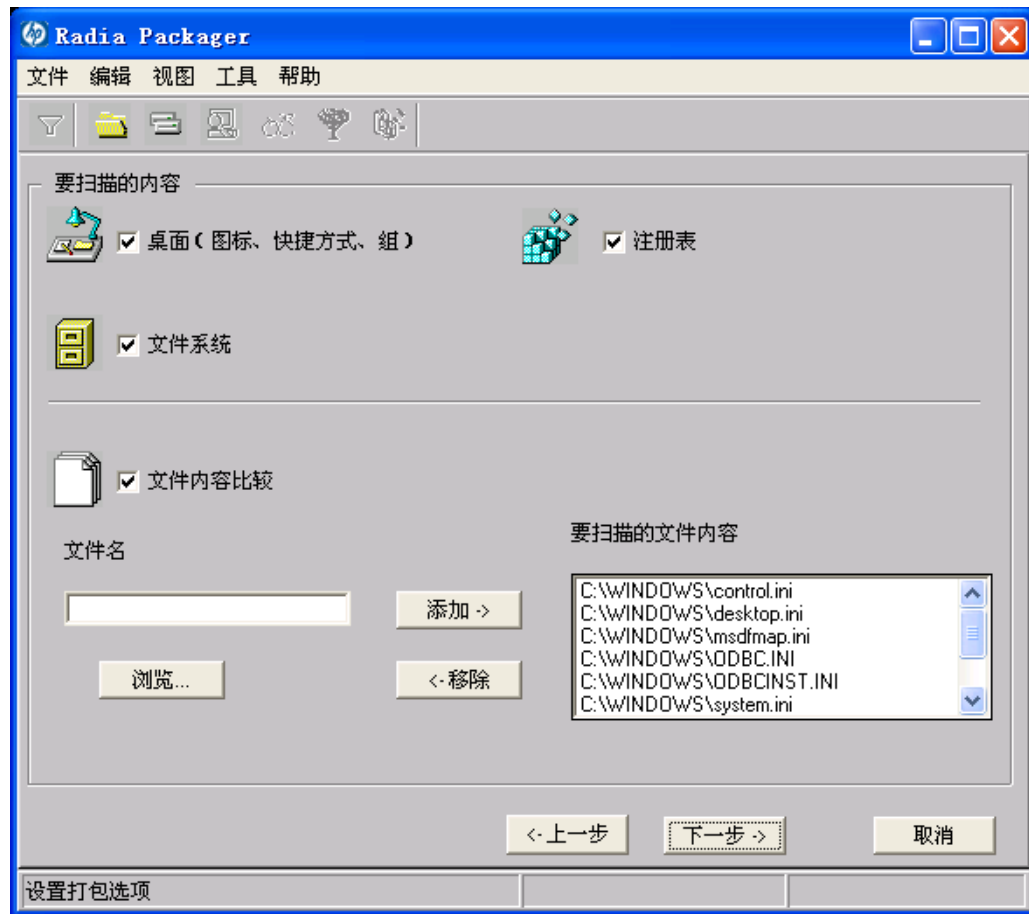 Radia Packager
文件 编辑 视图 工具 帮助
要扫描的内容
桌面(图标、快捷方式、组)
注册表
文件系统
文件内容比较
文件名
要扫描的文件内容
添加 ->
浏览...
<- 移除
C:\WINDOWS\control.ini
C:\WINDOWS\desktop.ini
C:\WINDOWS\msdfmap.ini
C:\WINDOWS\ODBC.INI
C:\WINDOWS\ODBCINST.INI
C:\WINDOWS\system.ini
<- 上一步
下一步 ->
取消
设置打包选项